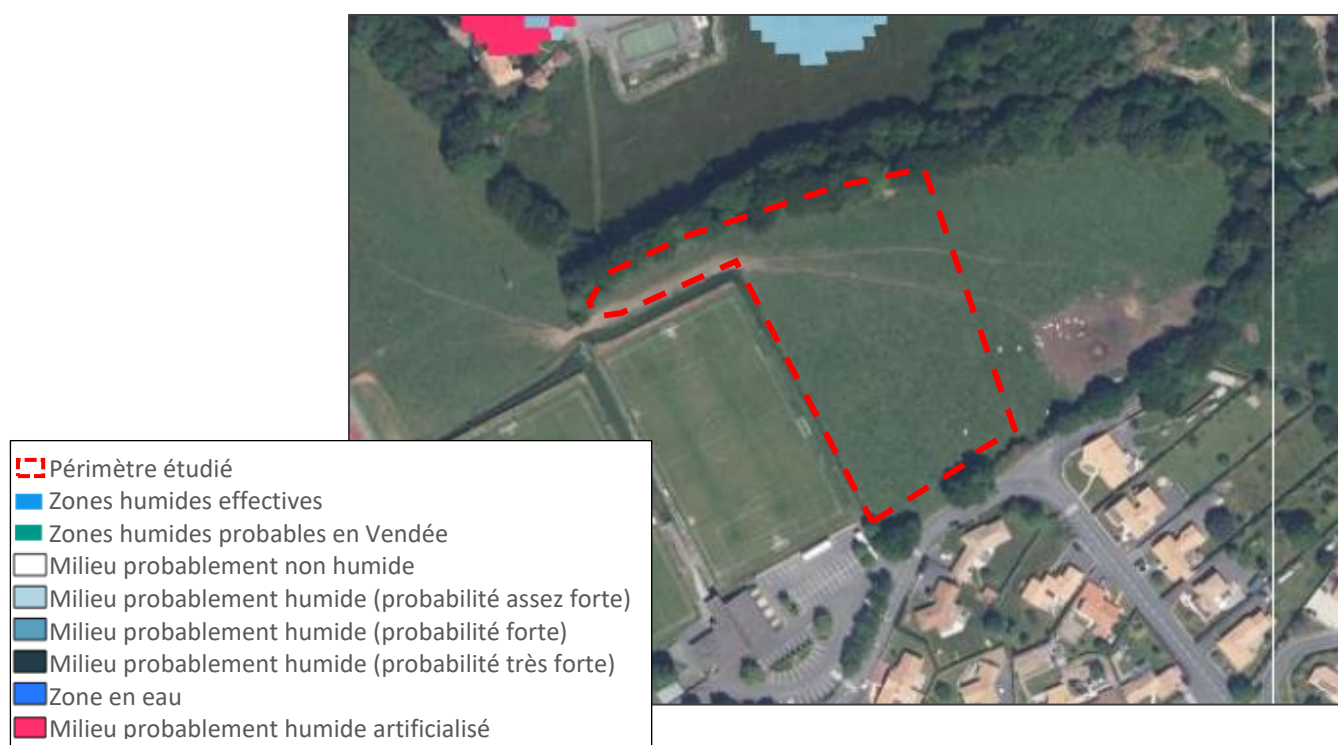 Périmètre étudié
Zones humides effectives
Zones humides probables en Vendée
Milieu probablement non humide
Milieu probablement humide (probabilité assez forte)
Milieu probablement humide (probabilité forte)
Milieu probablement humide (probabilité très forte)
Zone en eau
Milieu probablement humide artificialisé